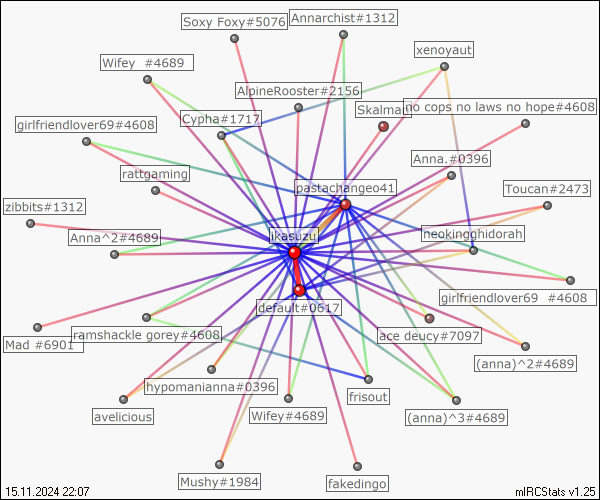 Soxy Foxy#5076
Annarchist#1312
xenoyaut
Wifey #4689
AlpineRooster#2156
Skalman
no cops no laws no hope#4608
Cypha#1717
girlfriendlover69#4608
Anna.#0396
rattgaming
pastachangeo41
Toucan#2473
zibbits#1312
Anna^2#4689
ikasuzu
heokingghidorah
default#0617
girlfriendlover69 #4608
Mad #6901
ramshackle gorey#4608
ace deucy#7097
(anna)^2#4689
hypomanianna#0396
frisout
avelicious
Wifey#4689
(anna)^3#4689
Mushy#1984
fakedingo
15.11.2024 22:07
mIRCStats v1.25